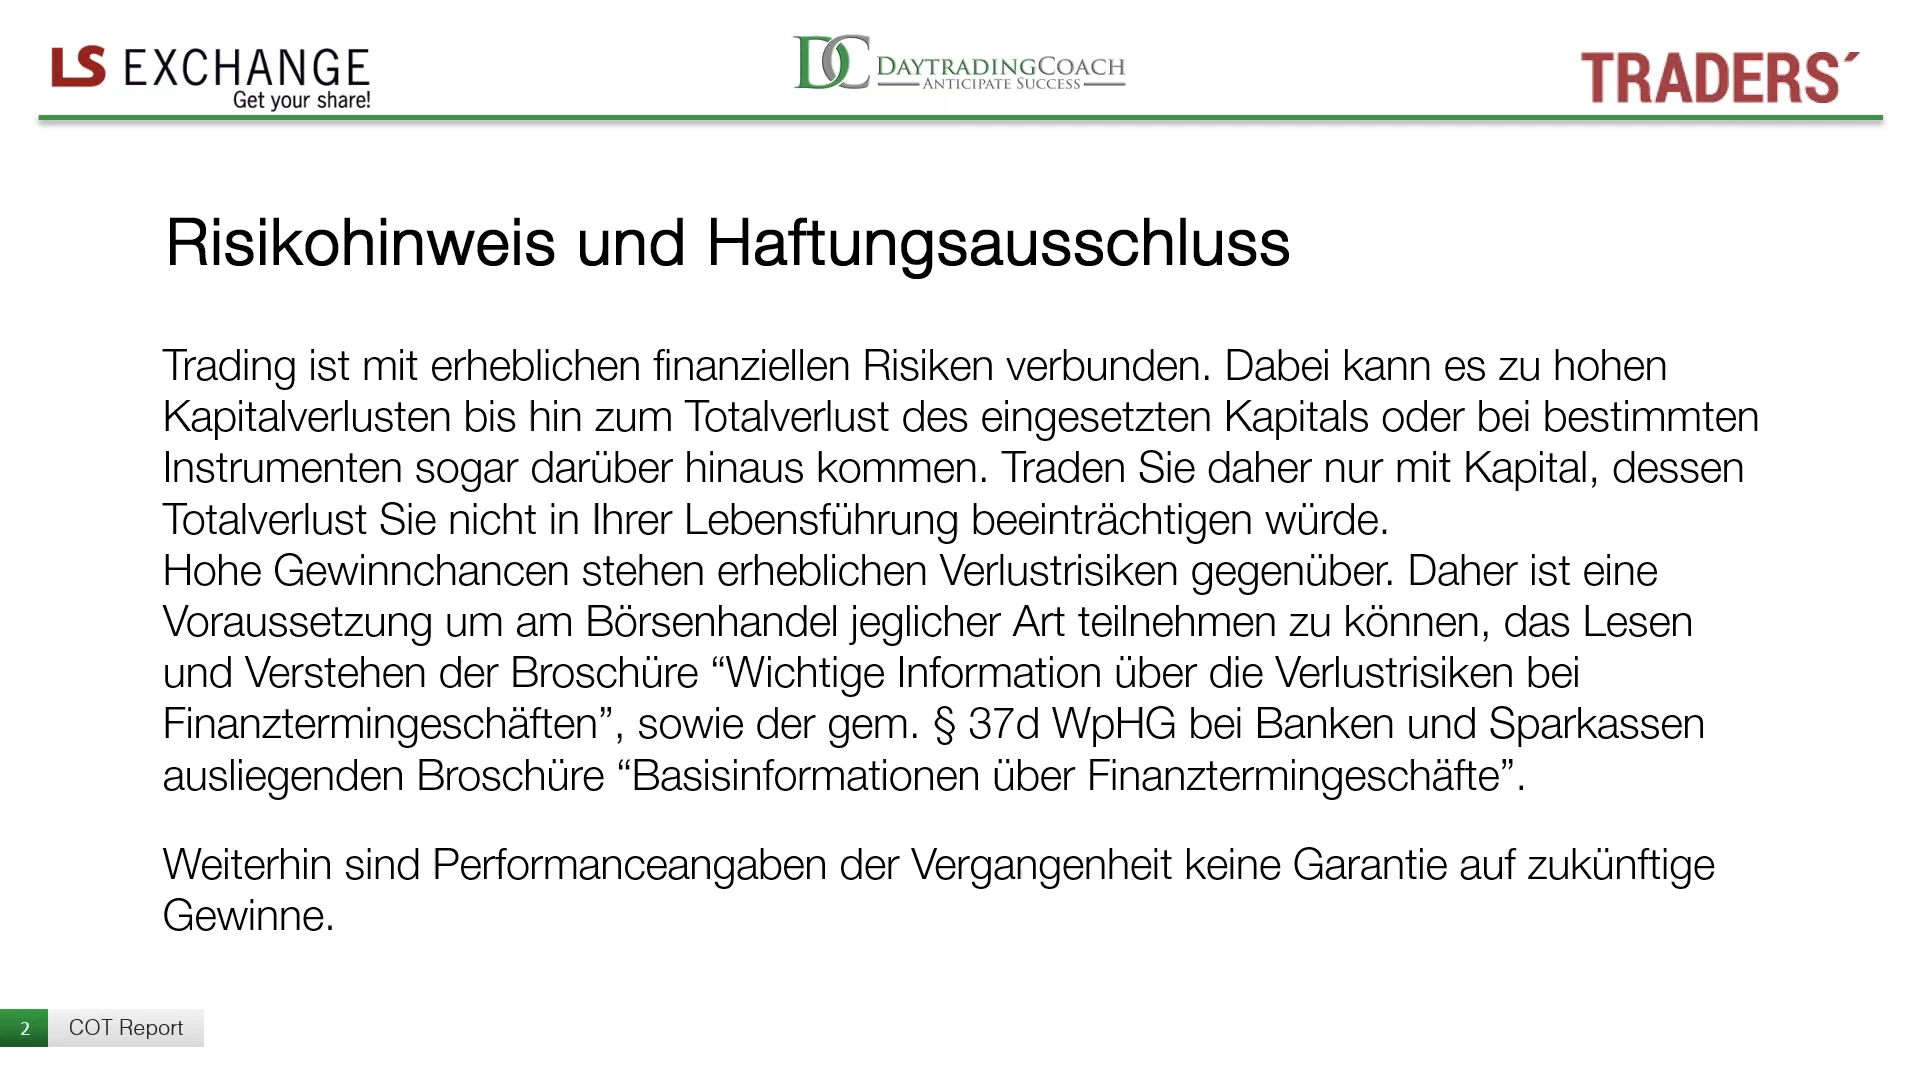 LS EXCHANGE
Get your share!
DC DAYTRADINGCOACH
ANTICIPATE SUCCESS
TRADERS´
Risikohinweis und Haftungsausschluss
Trading ist mit erheblichen finanziellen Risiken verbunden. Dabei kann es zu hohen
Kapitalverlusten bis hin zum Totalverlust des eingesetzten Kapitals oder bei bestimmten
Instrumenten sogar darüber hinaus kommen. Traden Sie daher nur mit Kapital, dessen
Totalverlust Sie nicht in Ihrer Lebensführung beeinträchtigen würde.
Hohe Gewinnchancen stehen erheblichen Verlustrisiken gegenüber. Daher ist eine
Voraussetzung um am Börsenhandel jeglicher Art teilnehmen zu können, das Lesen
und Verstehen der Broschüre “Wichtige Information über die Verlustrisiken bei
Finanztermingeschäften”, sowie der gem. § 37d WpHG bei Banken und Sparkassen
ausliegenden Broschüre “Basisinformationen über Finanztermingeschäfte”.
Weiterhin sind Performanceangaben der Vergangenheit keine Garantie auf zukünftige
Gewinne.
2 COT Report